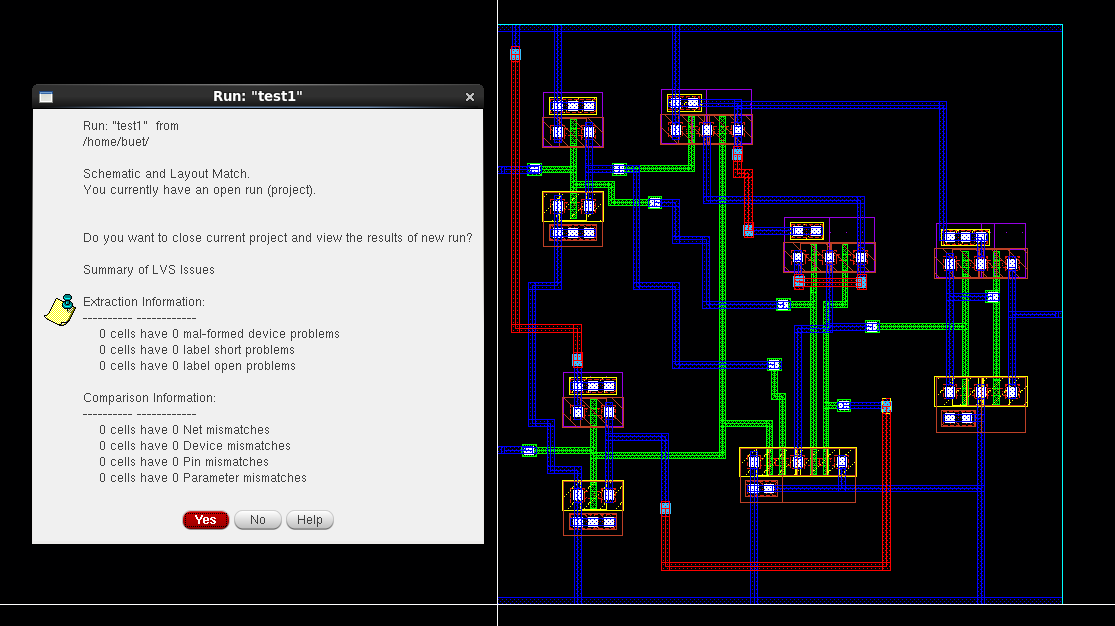 Run: "test1"
Run: "test1" from
/home/buet/
Schematic and Layout Match.
You currently have an open run (project).
Do you want to close current project and view the results of new run?
Summary of LVS Issues
Extraction Information:
---------- ------------
0 cells have 0 mal-formed device problems
0 cells have 0 label short problems
0 cells have 0 label open problems
Comparison Information:
---------- ------------
0 cells have 0 Net mismatches
0 cells have 0 Device mismatches
0 cells have 0 Pin mismatches
0 cells have 0 Parameter mismatches
Yes No Help